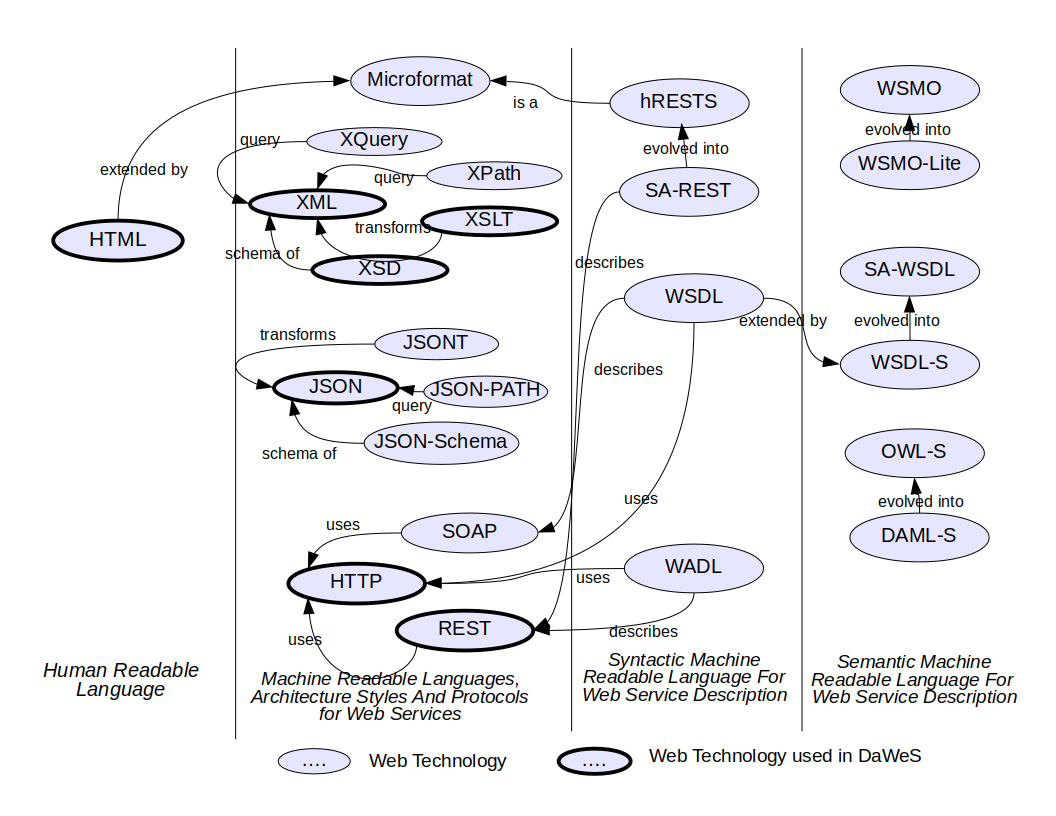 Microformat
is a
hRESTS
WSMO
evolved into
WSMO-Lite
query
XQuery
evolved into
extended by
XPath
query
SA-REST
XML
XSLT
transforms
HTML
schema of
XSD
describes
SA-WSDL
WSDL
extended by
evolved into
transforms
JSONT
WSDL-S
describes
JSON
JSON-PATH
query
JSON-Schema
schema of
OWL-S
uses
evolved into
uses
SOAP
DAML-S
HTTP
uses
WADL
REST
uses
describes
Human Readable
Language
Machine Readable Languages,
Architecture Styles And Protocols
for Web Services
Syntactic Machine
Readable Language For
Web Service Description
Semantic Machine
Readable Language For
Web Service Description
....
Web Technology
....
Web Technology used in DaWeS